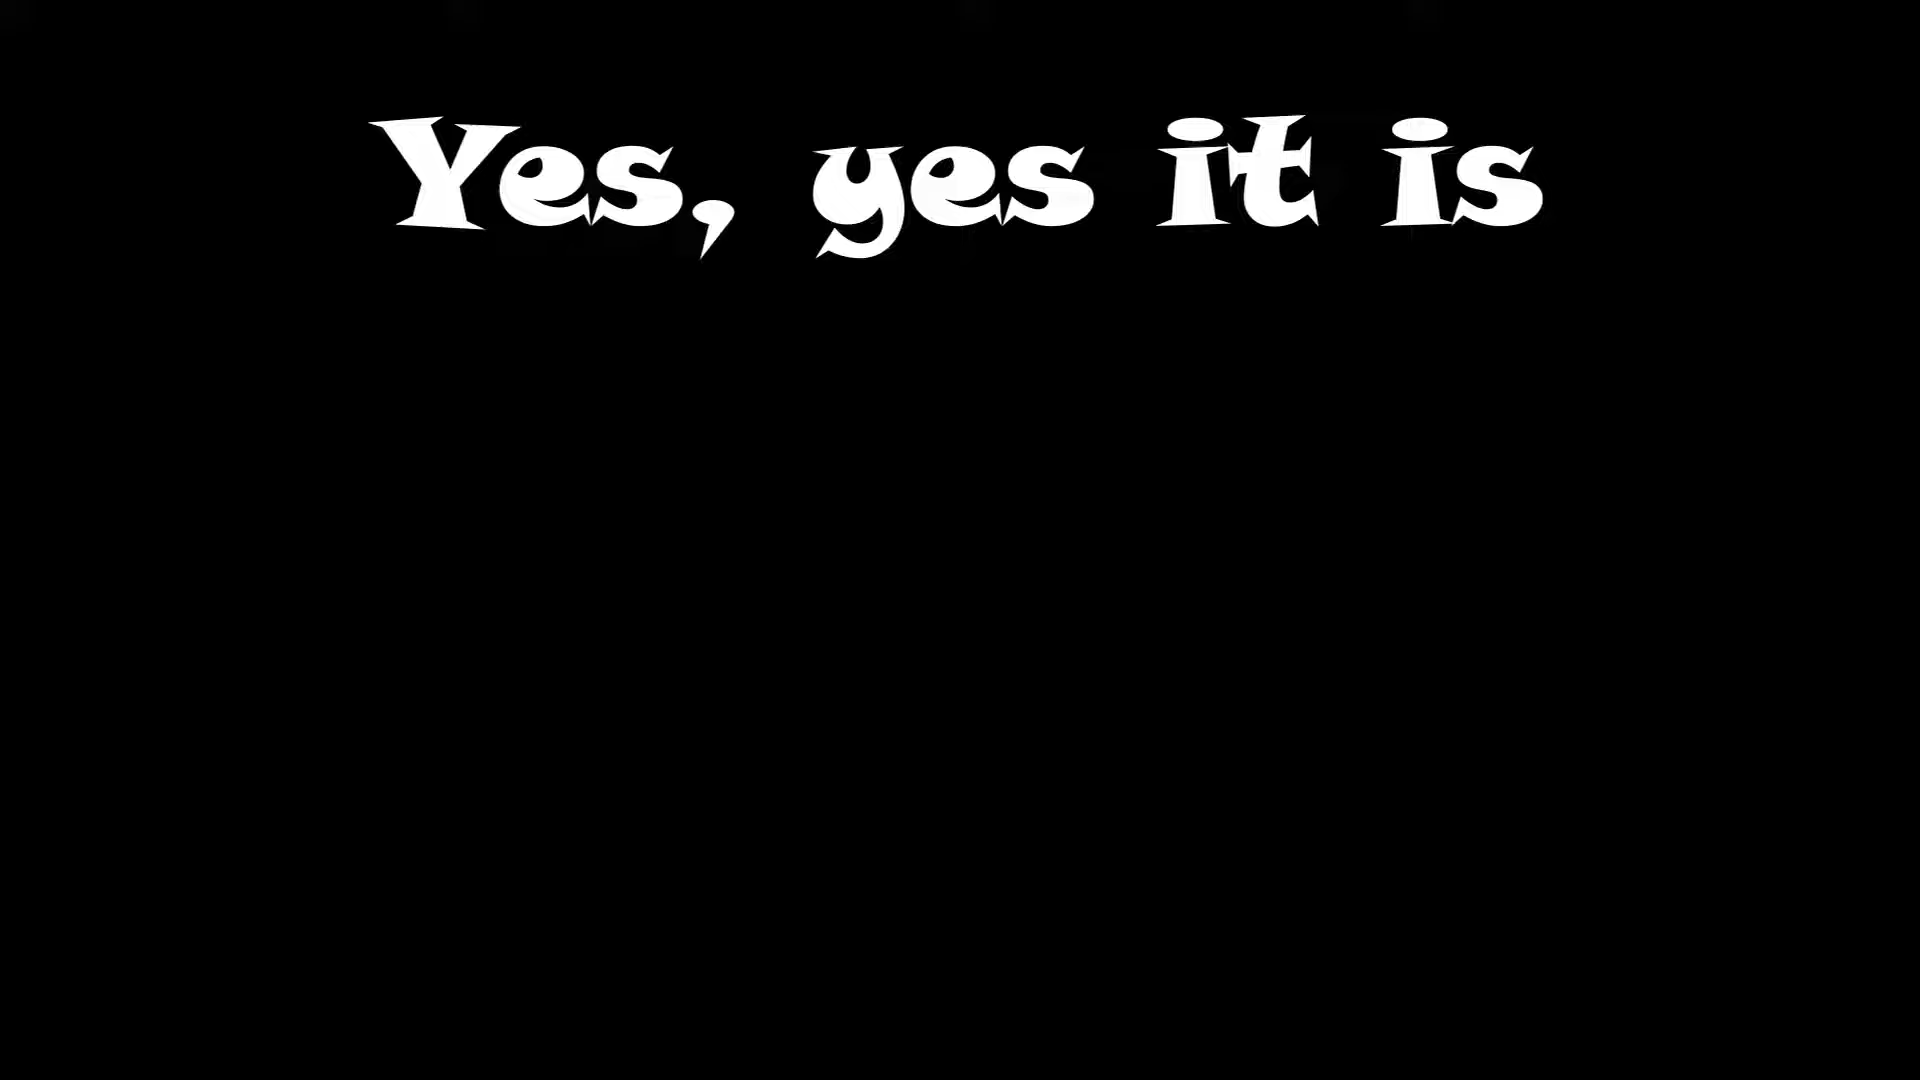 Yes, yes it is